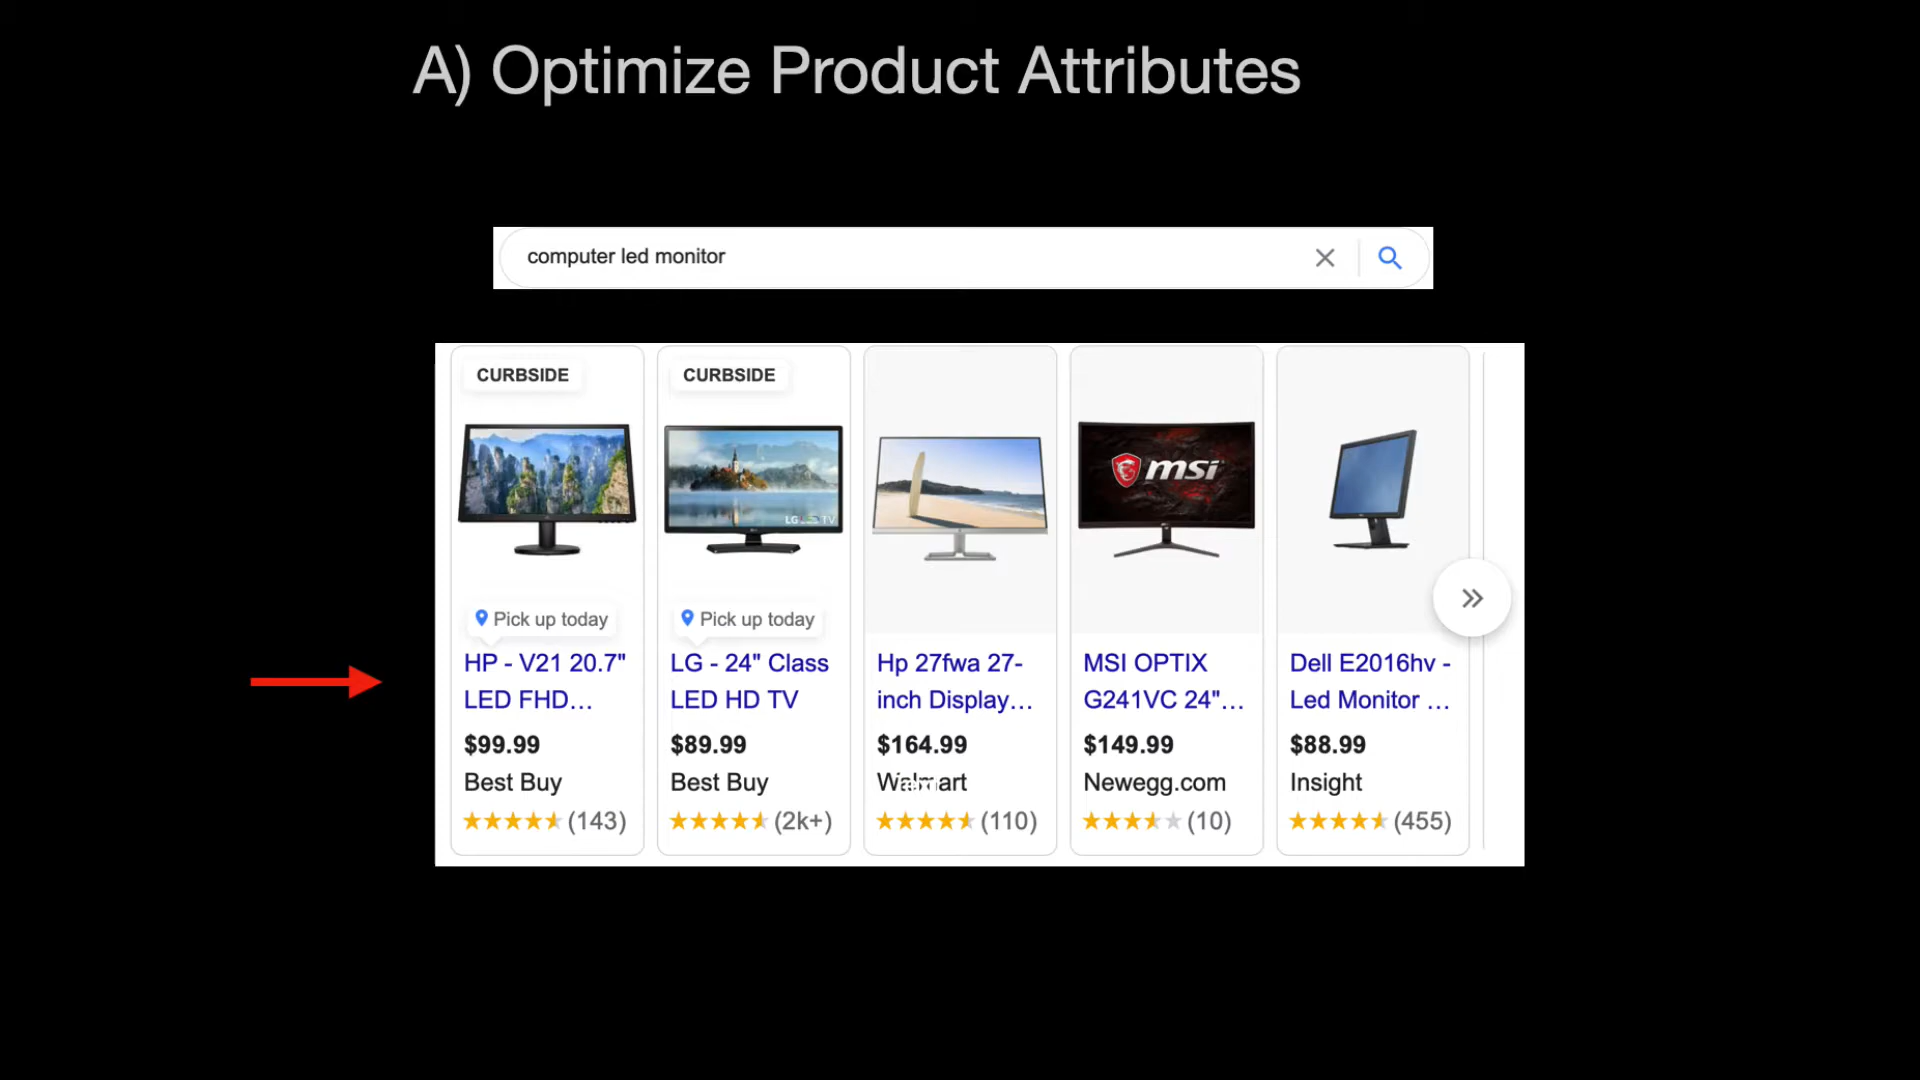 A) Optimize Product Attributes
computer led monitor
CURBSIDE
CURBSIDE
LG TV
msi
Pick up today
Pick up today
HP - V21 20.7"
LED FHD...
$99.99
Best Buy
(143)
LG - 24" Class
LED HD TV
$89.99
Best Buy
(2k+)
Hp 27fwa 27-
inch Display...
$164.99
Walmart
(110)
MSI OPTIX
G241VC 24"...
$149.99
Newegg.com
(10)
Dell E2016hv -
Led Monitor ...
$88.99
Insight
(455)